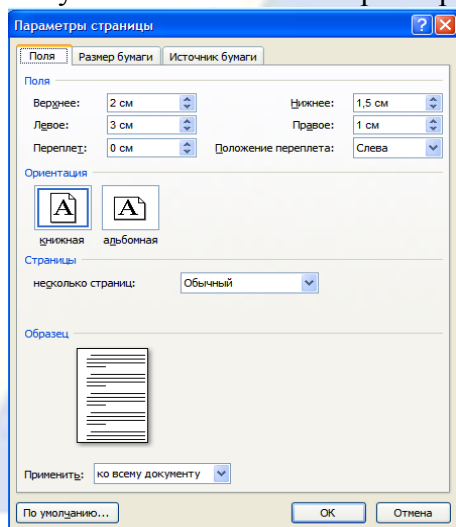 Параметры страницы
Поля Размер бумаги Источник бумаги
Поля
Верхнее: 2 см Нижнее: 1,5 см
Левое: 3 см Правое: 1 см
Переплет: 0 см Положение переплета: Слева
Ориентация
A A
книжная альбомная
Страницы
несколько страниц: Обычный
Образец
Применить: ко всему документу
По умолчанию... ОК Отмена